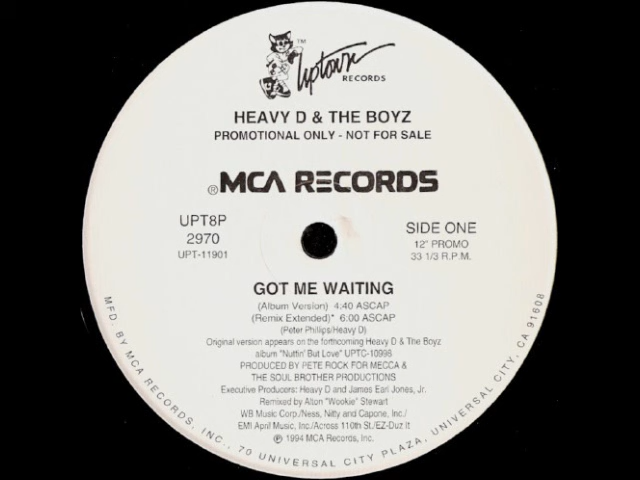 ™
Uptown
RECORDS
HEAVY D & THE BOYZ
PROMOTIONAL ONLY - NOT FOR SALE
®MCA RECORDS
UPT8P
2970
UPT-11901
SIDE ONE
12" PROMO
33 1/3 R.P.M.
GOT ME WAITING
(Album Version) 4:40 ASCAP
(Remix Extended)* 6:00 ASCAP
(Peter Phillips/Heavy D)
Original version appears on the forthcoming Heavy D & The Boyz
album "Nuttin' But Love" UPTC-10998
PRODUCED BY PETE ROCK FOR MECCA &
THE SOUL BROTHER PRODUCTIONS
Executive Producers: Heavy D and James Earl Jones, Jr.
Remixed by Alton "Wookie" Stewart
WB Music Corp./Ness, Nitty and Capone, Inc./
EMI April Music, Inc./Across 110th St./EZ-Duz It
℗ 1994 MCA Records, Inc.
MFD. BY MCA RECORDS, INC., 70 UNIVERSAL CITY PLAZA, UNIVERSAL CITY, CA 91608